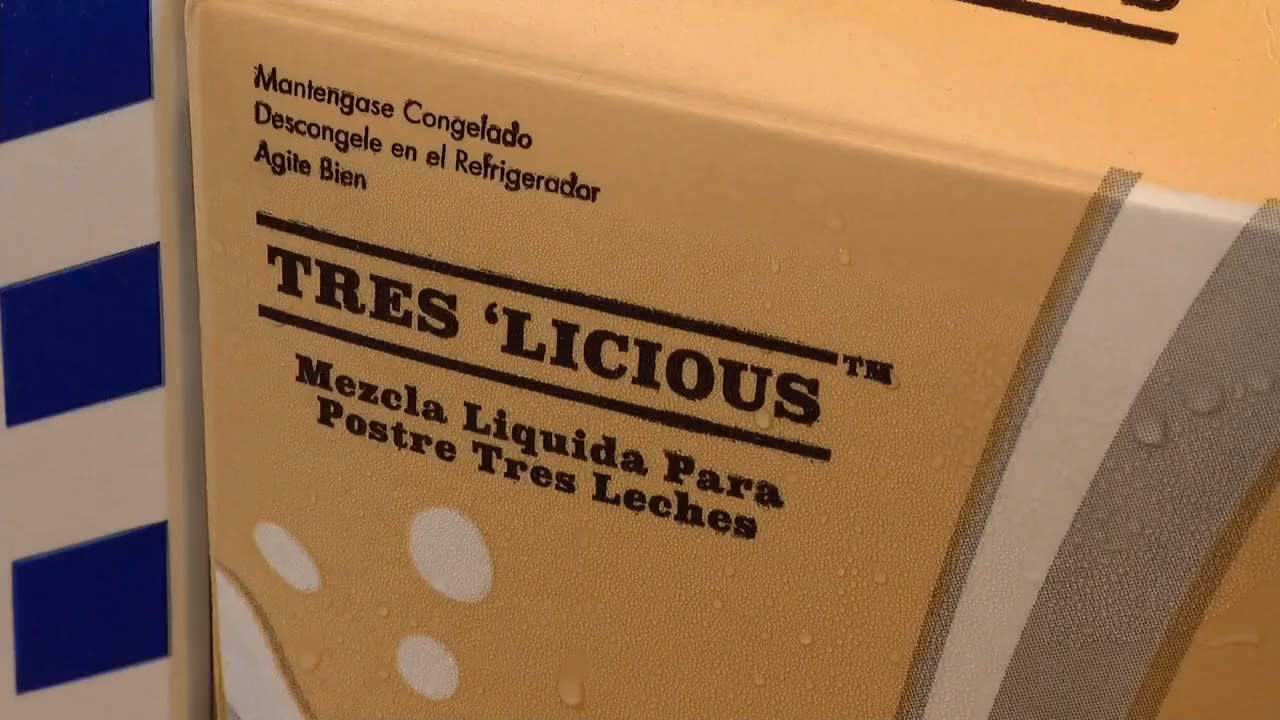 Mantengase Congelado
Descongele en el Refrigerador
Agite Bien
TRES ‘LICIOUS™
Mezcla Liquida Para
Postre Tres Leches